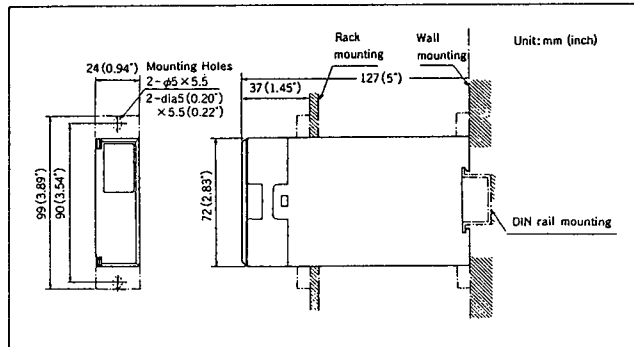 Unit: mm (inch)
Rack
mounting
Wall
mounting
24 (0.94")
Mounting Holes
2-φ5×5.5
2-dia5(0.20")
×5.5(0.22")
127(5")
37(1.45")
99(3.89")
90(3.54")
72(2.83")
DIN rail mounting